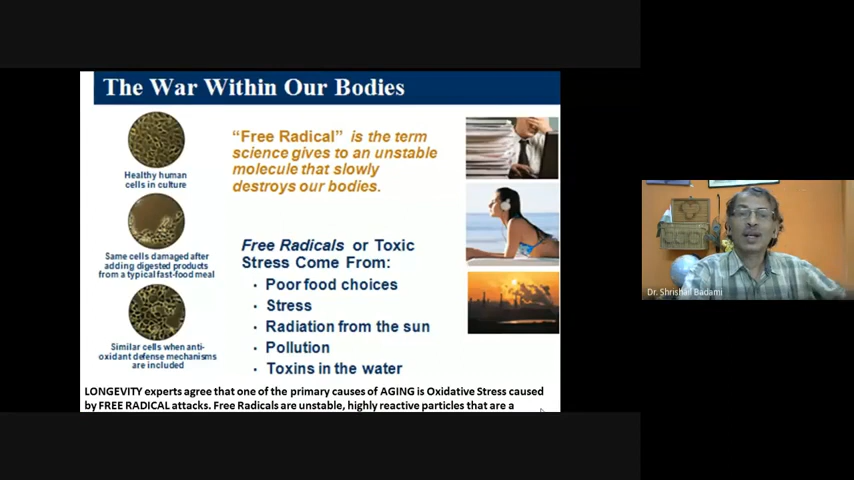 The War Within Our Bodies
Healthy human
cells in culture
Same cells damaged after
adding digested products
from a typical fast-food meal
Similar cells when anti-
oxidant defense mechanisms
are included
"Free Radical" is the term
science gives to an unstable
molecule that slowly
destroys our bodies.
Free Radicals or Toxic
Stress Come From:
· Poor food choices
· Stress
· Radiation from the sun
· Pollution
· Toxins in the water
LONGEVITY experts agree that one of the primary causes of AGING is Oxidative Stress caused
by FREE RADICAL attacks. Free Radicals are unstable, highly reactive particles that are a
Dr. Shrishail Badami